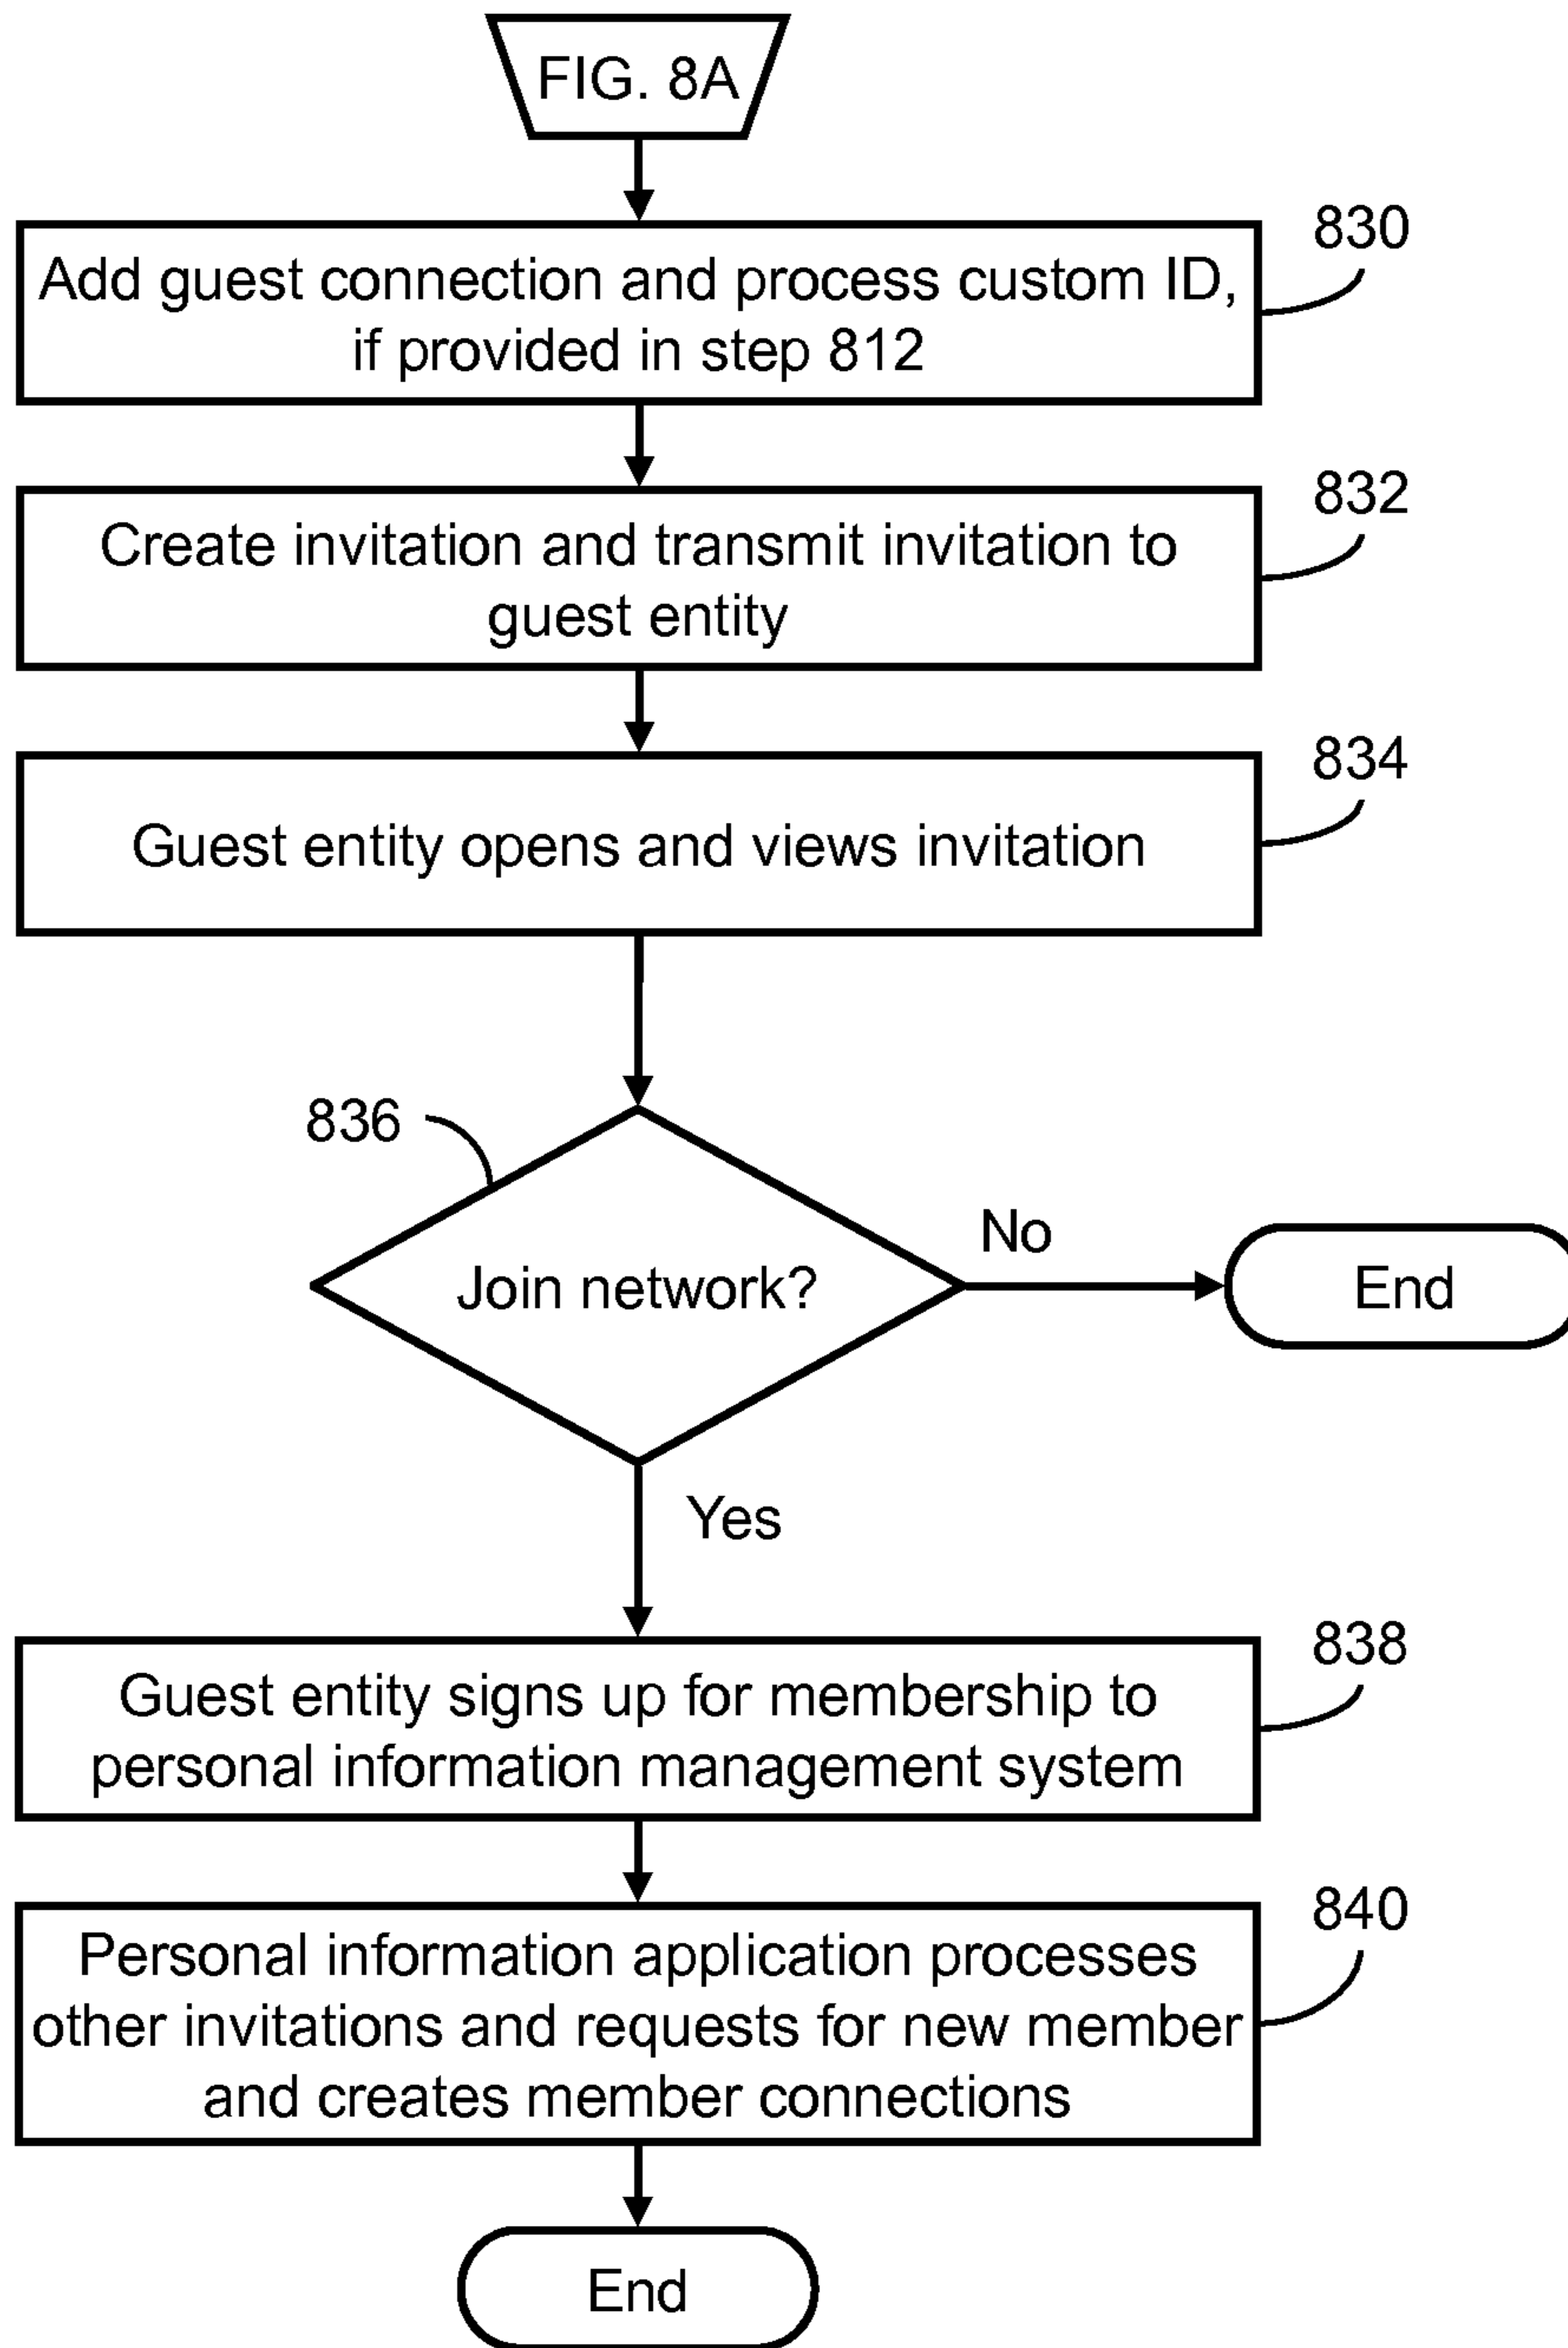 FIG. 8A
830
Add guest connection and process custom ID,
if provided in step 812
832
Create invitation and transmit invitation to
guest entity
834
Guest entity opens and views invitation
836
Join network?
No
End
Yes
838
Guest entity signs up for membership to
personal information management system
840
Personal information application processes
other invitations and requests for new member
and creates member connections
End